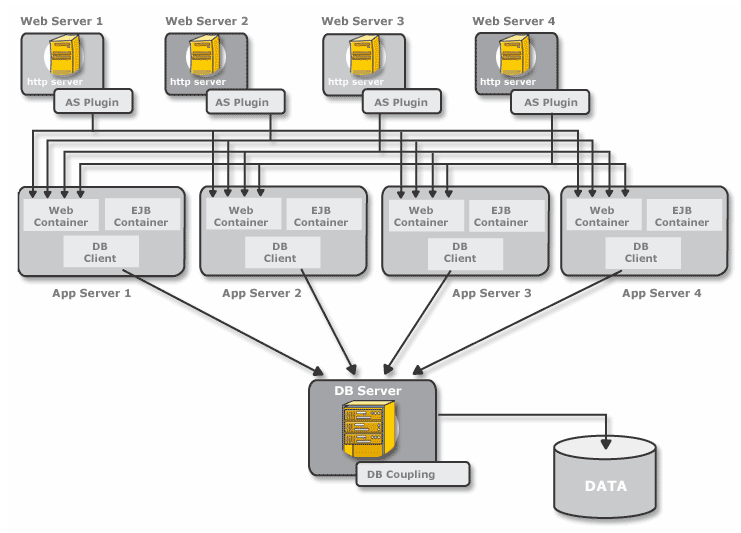 Web Server 1
Web Server 2
Web Server 3
Web Server 4
http server
http server
http server
http server
AS Plugin
AS Plugin
AS Plugin
AS Plugin
Web
Container
EJB
Container
DB
Client
Web
Container
EJB
Container
DB
Client
Web
Container
EJB
Container
DB
Client
Web
Container
EJB
Container
DB
Client
App Server 1
App Server 2
App Server 3
App Server 4
DB Server
DB Coupling
DATA